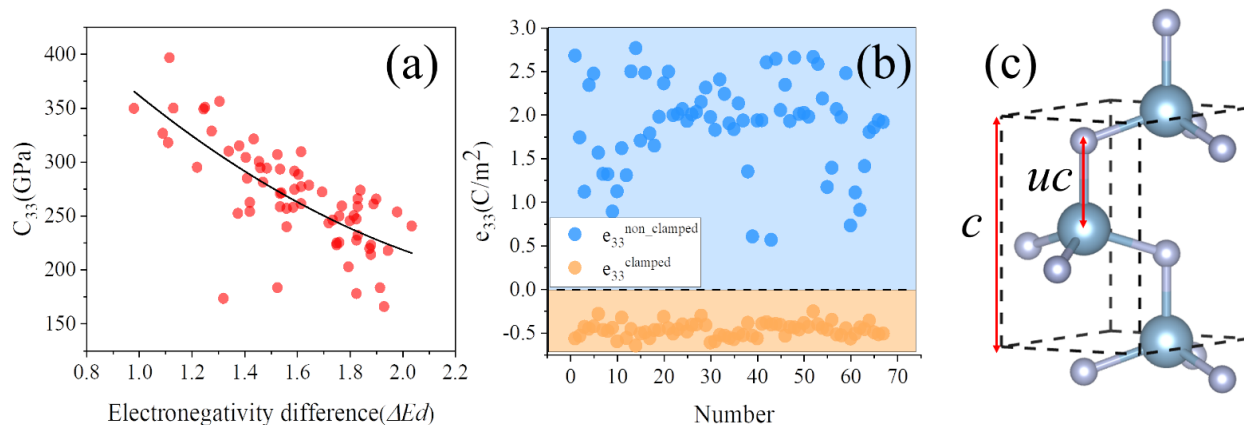 (a)
C33(GPa)
400
350
300
250
200
150
0.8 1.0 1.2 1.4 1.6 1.8 2.0 2.2
Electronegativity difference(ΔEd)
(b)
e33(C/m2)
3.0
2.5
2.0
1.5
1.0
0.5
0.0
-0.5
e33non_clamped
e33clamped
0 10 20 30 40 50 60 70
Number
(c)
uc
c